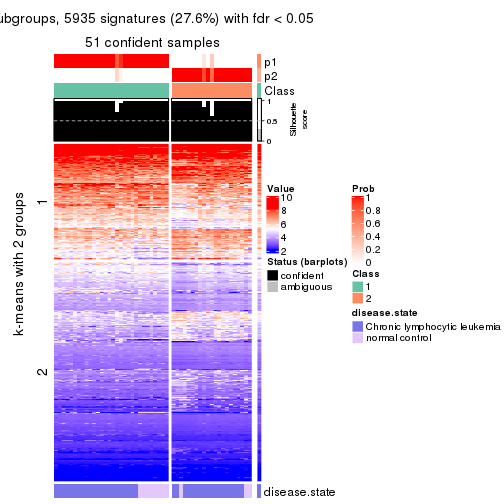 ubgroups, 5935 signatures (27.6%) with fdr < 0.05
51 confident samples
p1
p2
Class
1
0.5
0
Silhouette
score
k-means with 2 groups
1
2
Value
10
8
6
4
2
Status (barplots)
confident
ambiguous
Prob
1
0.8
0.6
0.4
0.2
0
Class
1
2
disease.state
Chronic lymphocytic leukemia
normal control
disease.state